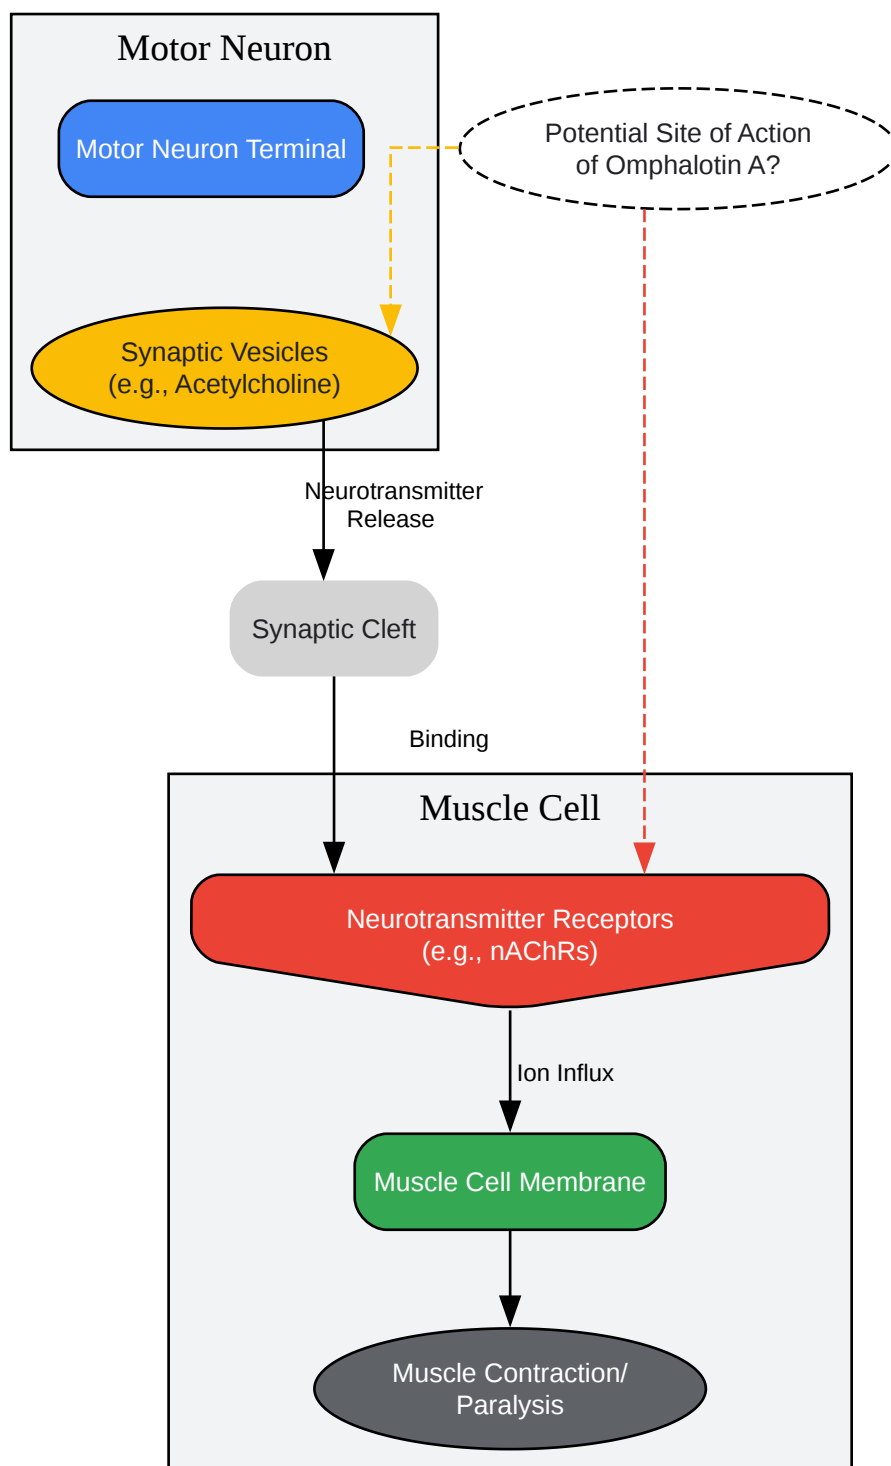 Motor Neuron
Motor Neuron Terminal
Potential Site of Action
of Omphalotin A?
Synaptic Vesicles
(e.g., Acetylcholine)
Neurotransmitter
Release
Synaptic Cleft
Binding
Muscle Cell
Neurotransmitter Receptors
(e.g., nAChRs)
Ion Influx
Muscle Cell Membrane
Muscle Contraction/
Paralysis